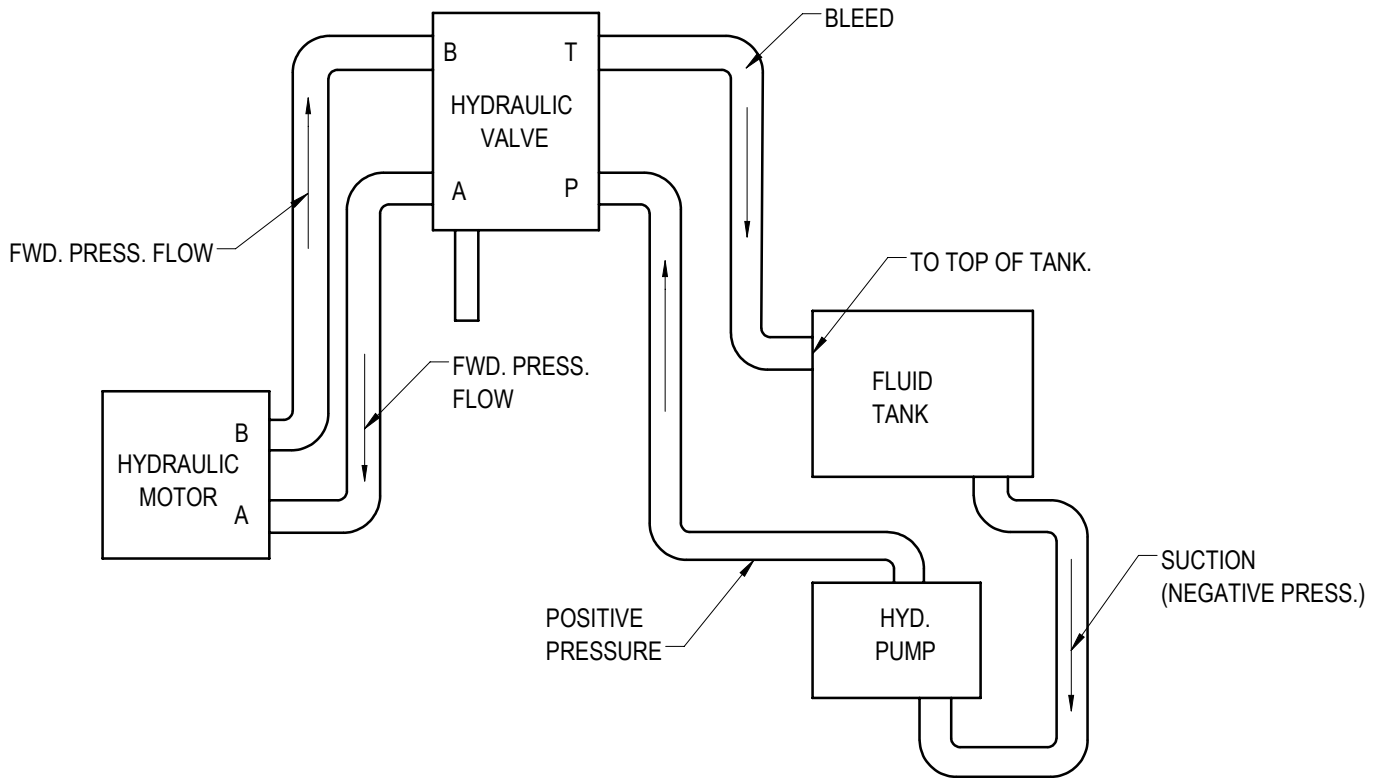 BLEED
B
T
HYDRAULIC
VALVE
A
P
FWD. PRESS. FLOW
TO TOP OF TANK.
FWD. PRESS.
FLOW
FLUID
TANK
B
HYDRAULIC
MOTOR
A
SUCTION
(NEGATIVE PRESS.)
POSITIVE
PRESSURE
HYD.
PUMP